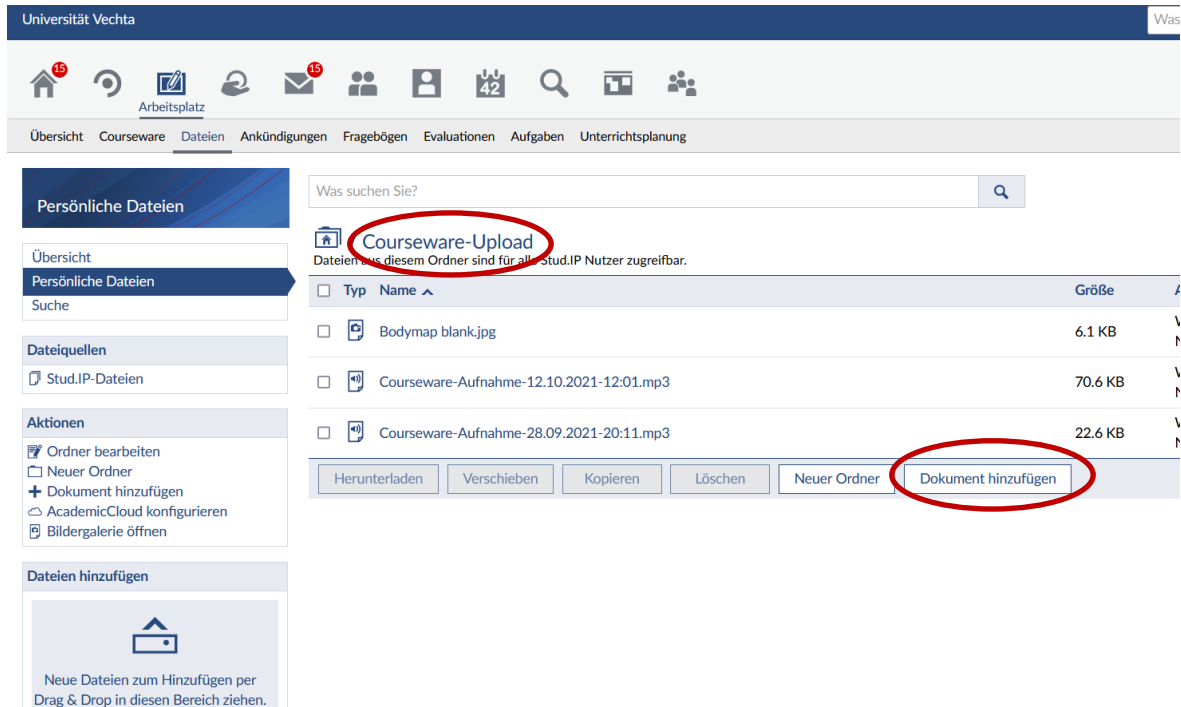 Universität Vechta
Was
15
15
42
Arbeitsplatz
Übersicht Courseware Dateien Ankündigungen Fragebögen Evaluationen Aufgaben Unterrichtsplanung
Persönliche Dateien
Übersicht
Persönliche Dateien
Suche
Dateiquellen
Stud.IP-Dateien
Aktionen
Ordner bearbeiten
Neuer Ordner
Dokument hinzufügen
AcademicCloud konfigurieren
Bildergalerie öffnen
Dateien hinzufügen
Neue Dateien zum Hinzufügen per
Drag & Drop in diesen Bereich ziehen.
Was suchen Sie?
Courseware-Upload
Dateien aus diesem Ordner sind für alle Stud.IP Nutzer zugreifbar.
Typ Name Größe
Bodymap blank.jpg 6.1 KB
Courseware-Aufnahme-12.10.2021-12:01.mp3 70.6 KB
Courseware-Aufnahme-28.09.2021-20:11.mp3 22.6 KB
Herunterladen Verschieben Kopieren Löschen Neuer Ordner Dokument hinzufügen